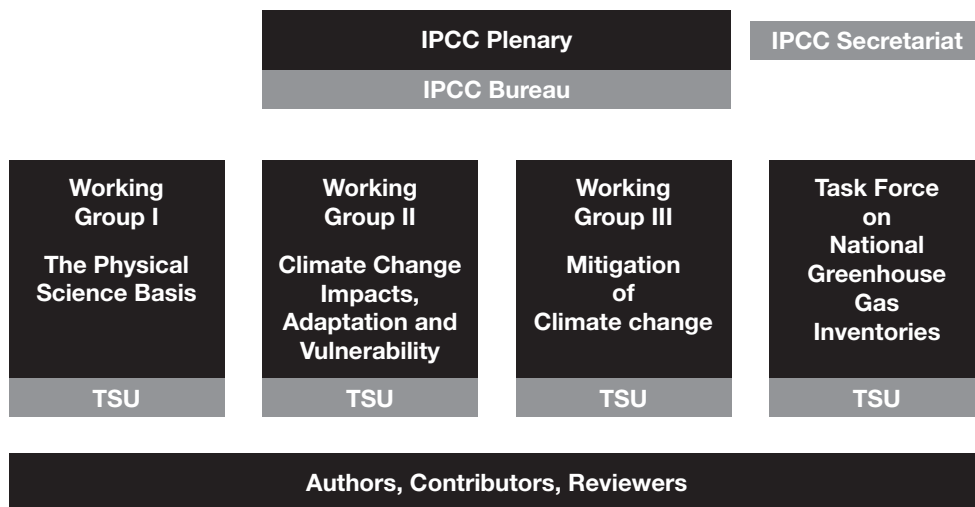 IPCC Plenary
IPCC Secretariat
IPCC Bureau
Working
Group I
The Physical
Science Basis
TSU
Working
Group II
Climate Change
Impacts,
Adaptation and
Vulnerability
TSU
Working
Group III
Mitigation
of
Climate change
TSU
Task Force
on
National
Greenhouse
Gas
Inventories
TSU
Authors, Contributors, Reviewers